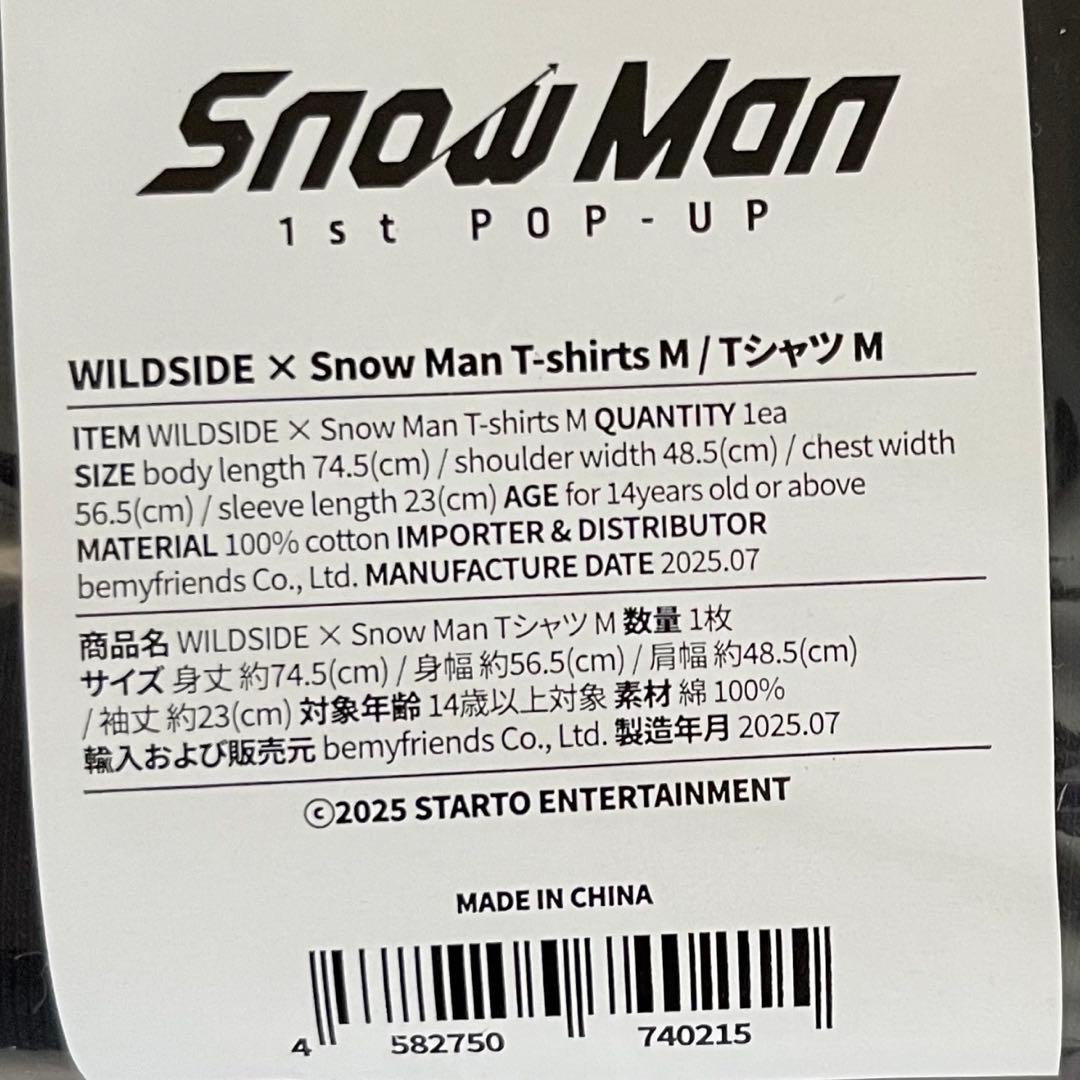 Snow Man
1st POP-UP
WILDSIDE × Snow Man T-shirts M / Tシャツ M
ITEM WILDSIDE × Snow Man T-shirts M QUANTITY 1ea
SIZE body length 74.5(cm) / shoulder width 48.5(cm) / chest width
56.5(cm) / sleeve length 23(cm) AGE for 14years old or above
MATERIAL 100% cotton IMPORTER & DISTRIBUTOR
bemyfriends Co., Ltd. MANUFACTURE DATE 2025.07
商品名 WILDSIDE × Snow Man Tシャツ M 数量 1枚
サイズ 身丈 約74.5(cm) / 身幅 約56.5(cm) / 肩幅 約48.5(cm)
/ 袖丈 約23(cm) 対象年齢 14歳以上対象 素材 綿 100%
輸入および販売元 bemyfriends Co., Ltd. 製造年月 2025.07
©2025 STARTO ENTERTAINMENT
MADE IN CHINA
4 582750 740215